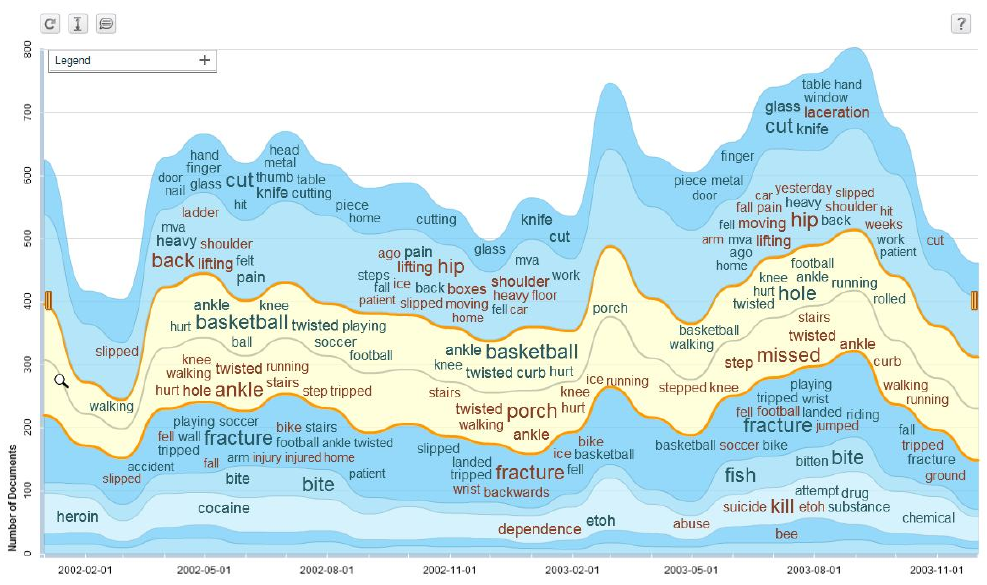 ?
Legend +
Number of Documents
800
700
600
500
400
300
200
100
0
hand
finger
door
nail
glass
cut
hit
head
metal
thumb table
knife cutting
piece
home
cutting
glass
knife
cut
piece metal
door
finger
table hand
window
glass laceration
cut knife
cut
ladder
mva
heavy shoulder
back lifting felt
pain
ago pain
lifting hip
steps
fall ice back boxes
patient slipped moving
home
shoulder
heavy floor
fell car
mva
work
car yesterday slipped
fall pain heavy shoulder hit
fell moving hip back weeks
arm mva lifting work
ago patient
home
slipped
walking
ankle knee
hurt basketball twisted playing
ball soccer
football
knee twisted running
walking
hurt hole ankle stairs step tripped
ankle basketball
knee twisted curb hurt
stairs
twisted porch hurt
walking ankle
knee
ice running
porch
basketball
walking
stepped knee
football
knee ankle running
hurt hole
twisted rolled
stairs
twisted
step missed ankle
curb
walking
running
playing soccer bike stairs
fell wall fracture football ankle twisted
tripped
arm injury injured home
fall
accident
slipped
patient
slipped
landed
tripped fracture fell
wrist backwards
bike
ice basketball
basketball soccer bike
playing
tripped wrist
fell football landed riding
fracture jumped
fall
tripped
fracture
ground
bite
bite
fish
bitten bite
heroin
cocaine
dependence etoh
abuse
attempt drug
suicide kill etoh substance
chemical
bee
2002-02-01 2002-05-01 2002-08-01 2002-11-01 2003-02-01 2003-05-01 2003-08-01 2003-11-01